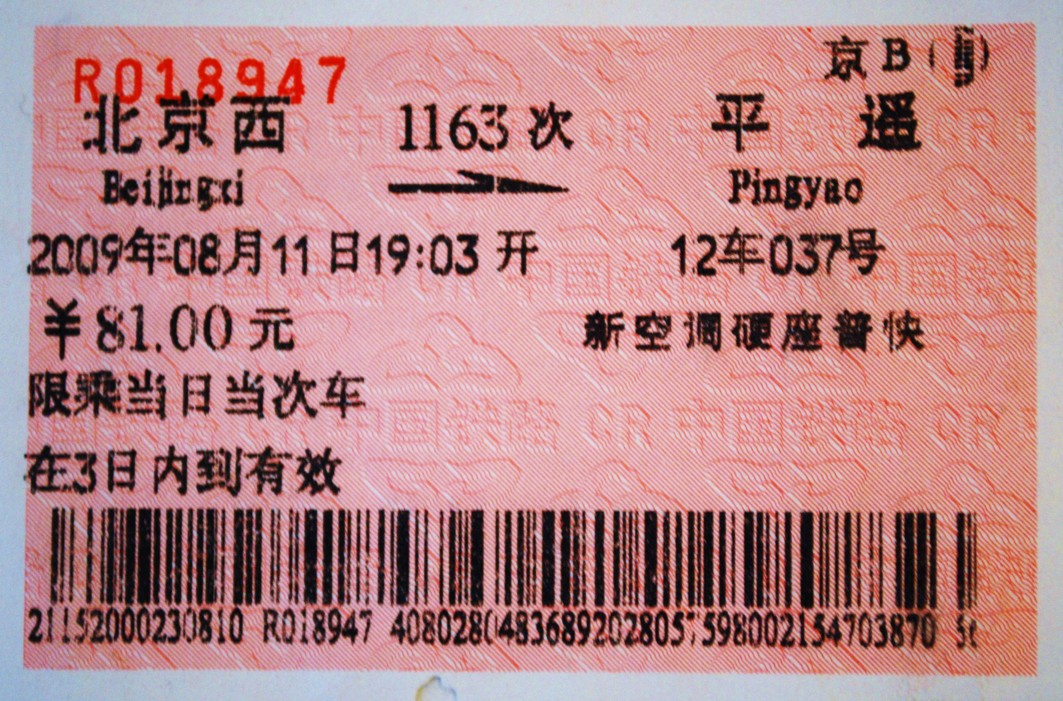 R018947
京B
北京西 1163次 平遥
Beijingxi Pingyao
2009年08月11日19:03开 12车037号
¥81.00元 新空调硬座普快
限乘当日当次车
在3日内到有效
21152000230810 R018947